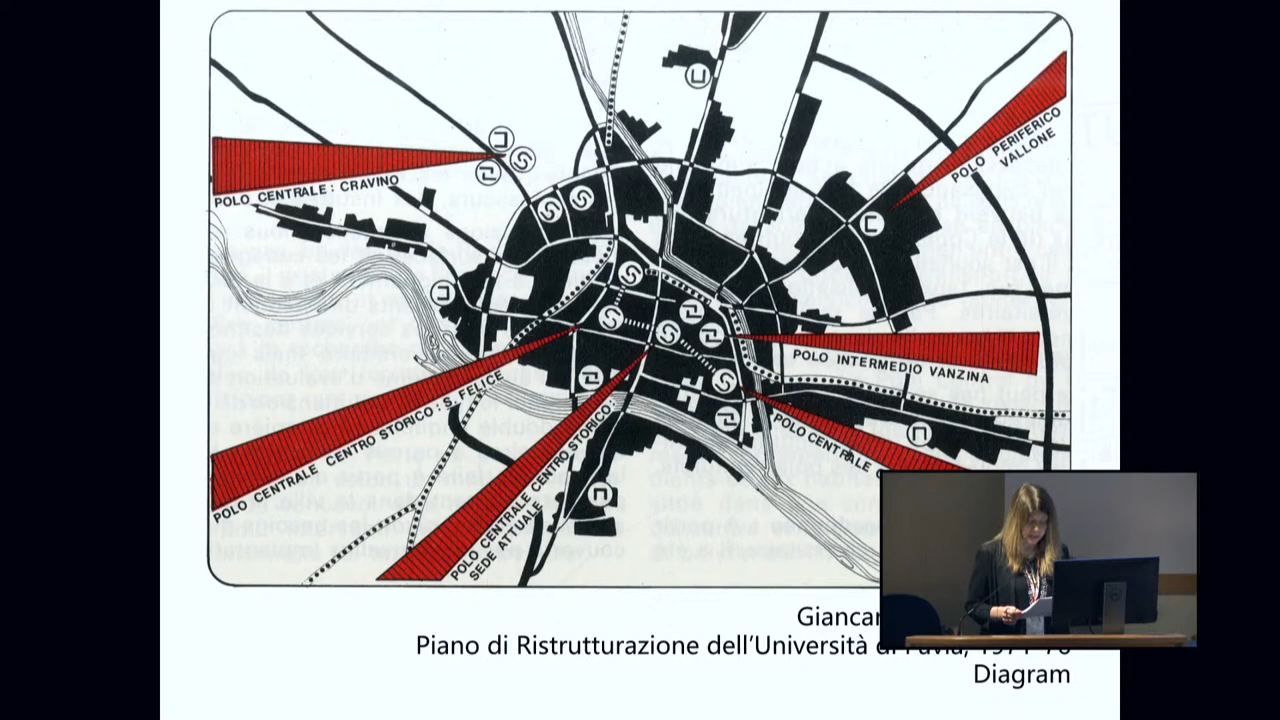 POLO PERIFERICO
VALLONE
POLO CENTRALE: CRAVINO
POLO INTERMEDIO VANZINA
POLO CENTRALE CENTRO STORICO: S. FELICE
POLO CENTRALE CENTRO STORICO:
SEDE ATTUALE
POLO CENTRALE
Piano di Ristrutturazione dell'Università
Diagram